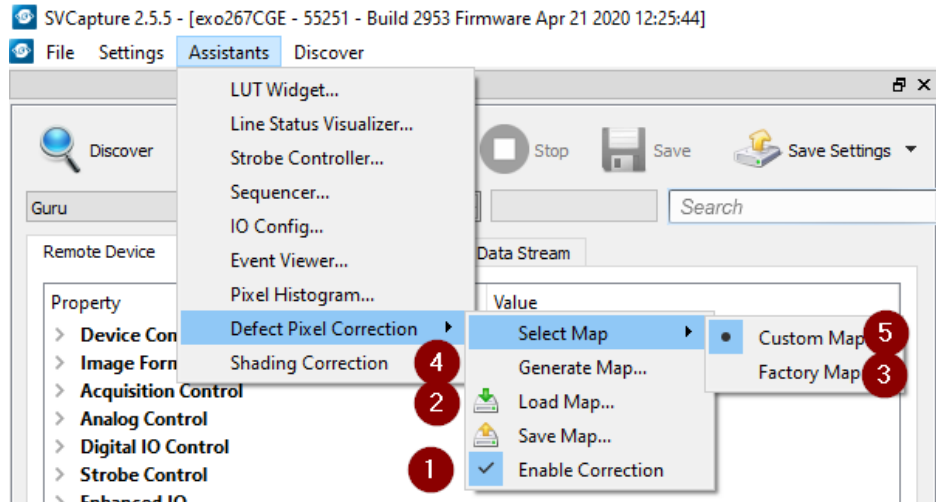 SVCapture 2.5.5 - [exo267CGE - 55251 - Build 2953 Firmware Apr 21 2020 12:25:44]
File Settings Assistants Discover
LUT Widget...
Line Status Visualizer...
Strobe Controller...
Sequencer...
IO Config...
Event Viewer...
Pixel Histogram...
Defect Pixel Correction
Shading Correction 4
Discover Stop Save Save Settings
Guru Search
Remote Device Data Stream
Property Value
Device Con
Image Form
Acquisition Control
Analog Control
Digital IO Control
Strobe Control
Enhanced IO
Select Map
Generate Map...
2 Load Map...
Save Map...
1 Enable Correction
Custom Map 5
Factory Map 3